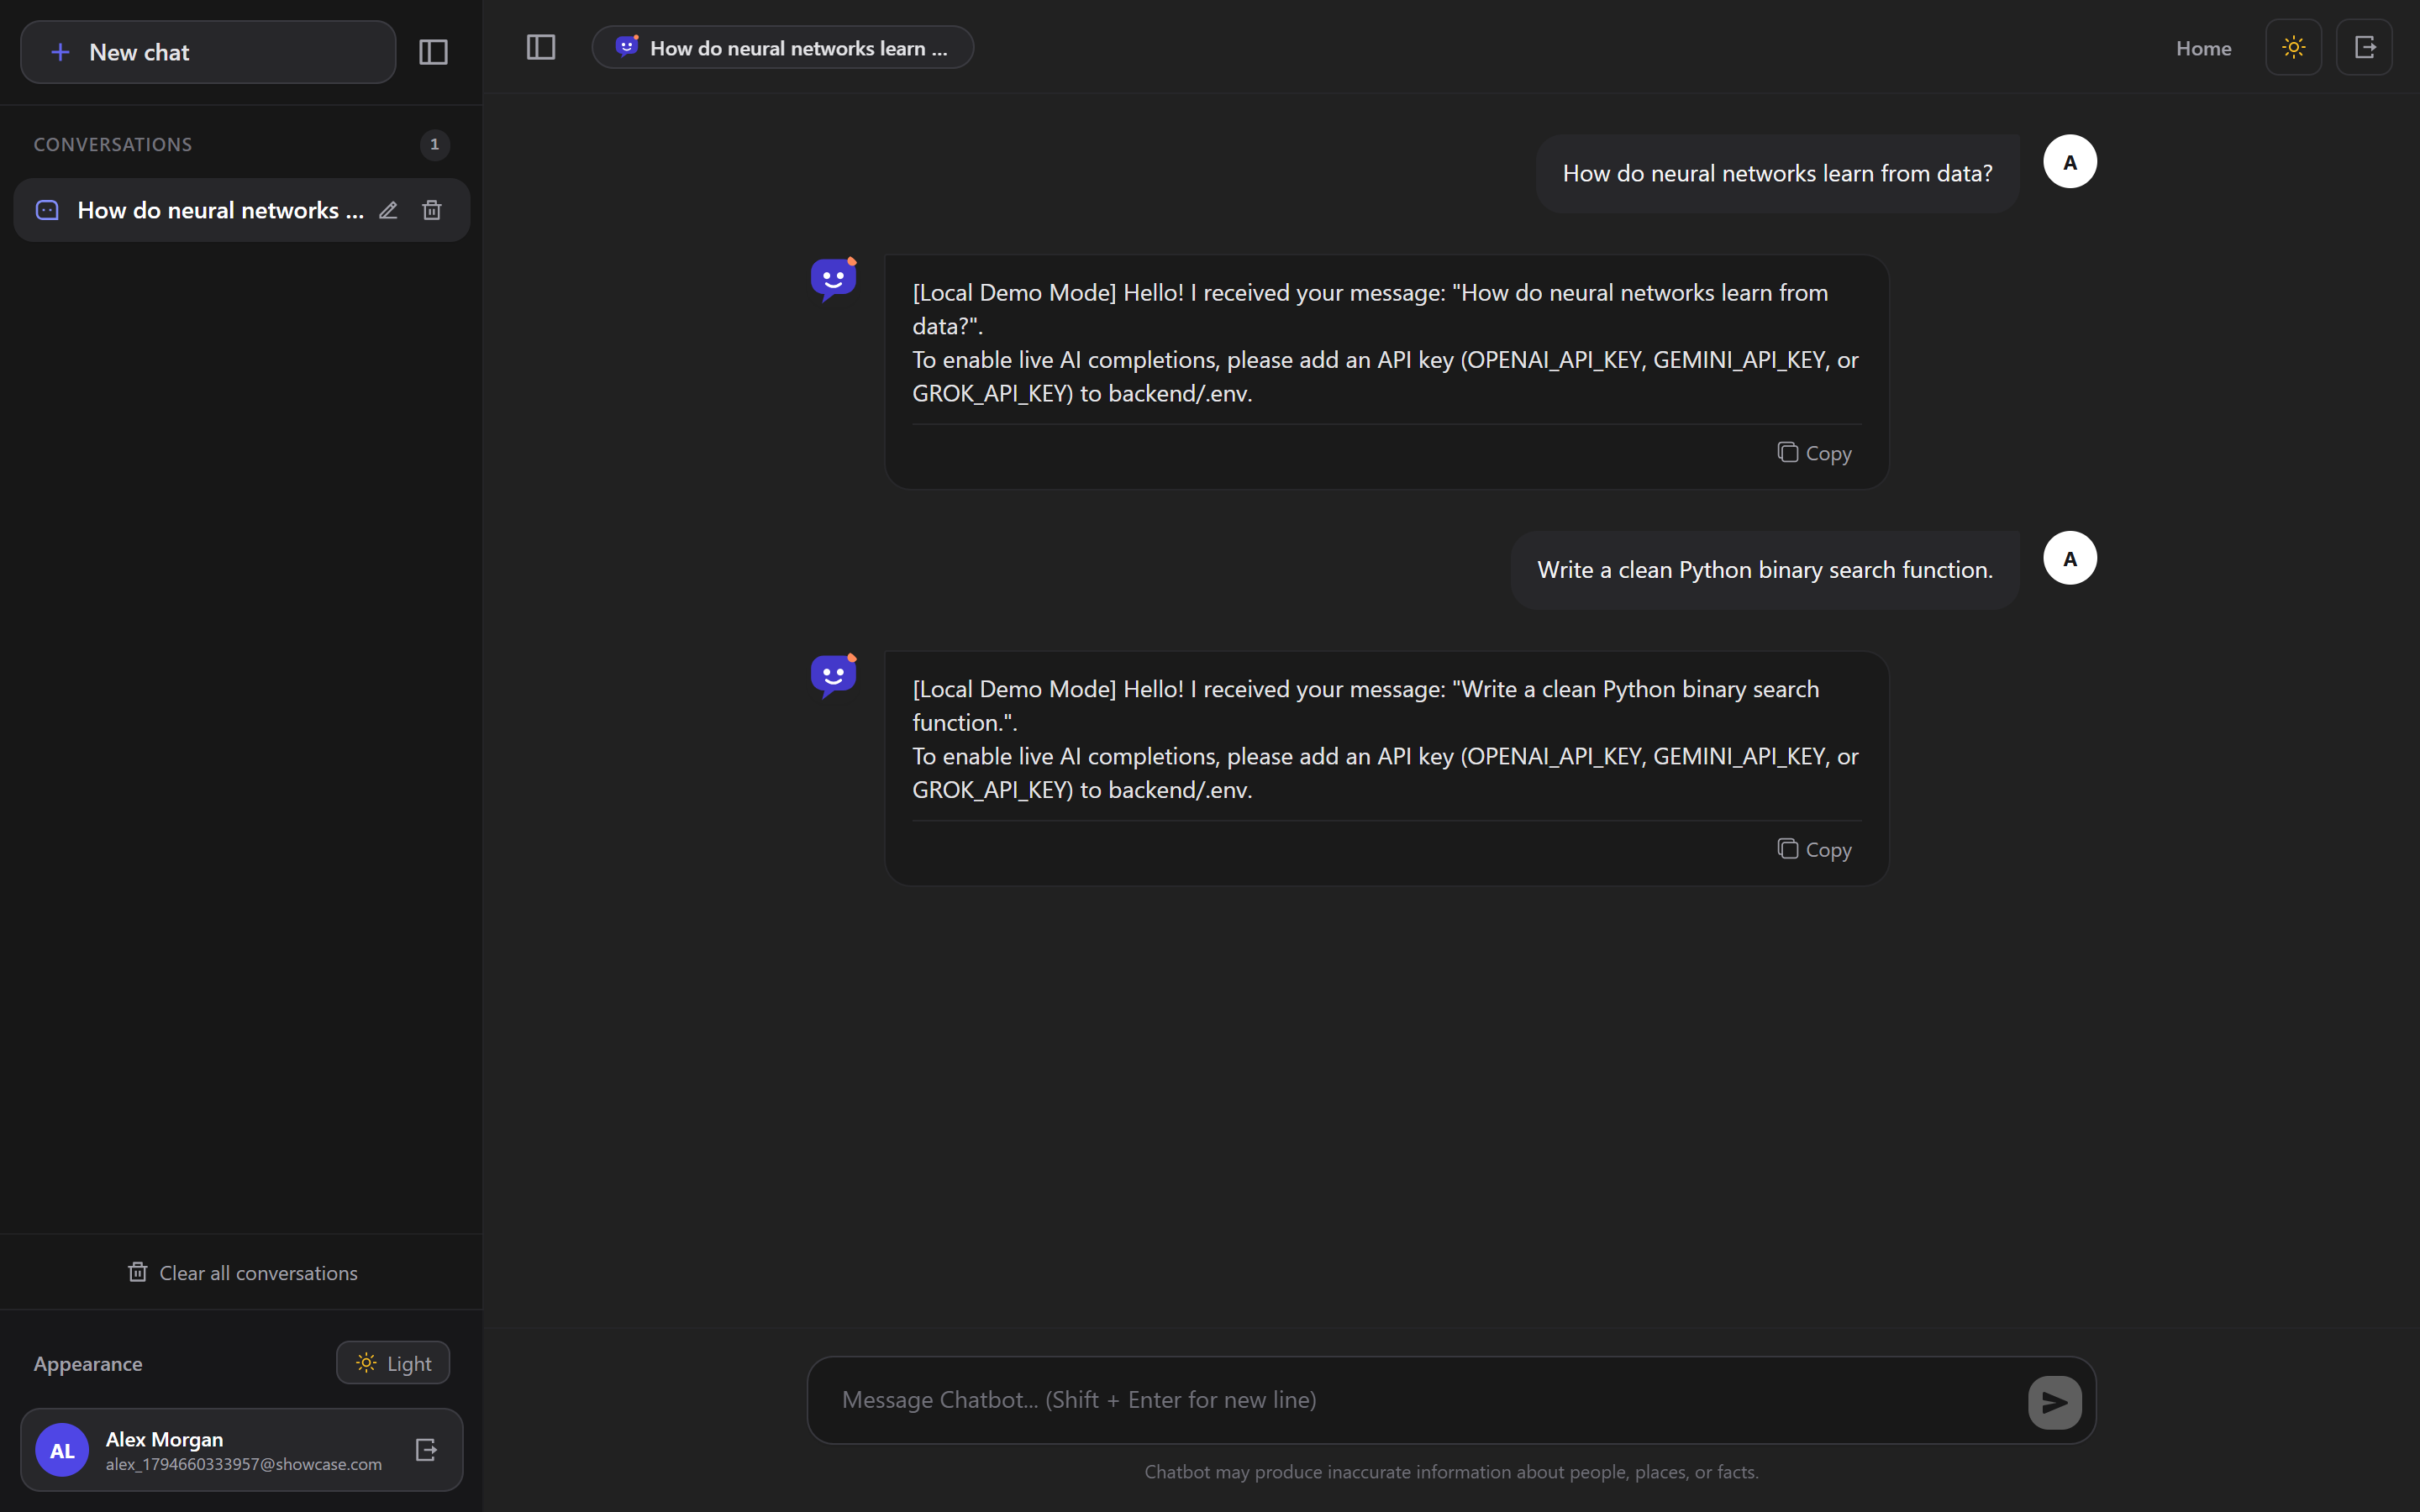 New chat
CONVERSATIONS
1
How do neural networks ...
Clear all conversations
Appearance
Light
AL
Alex Morgan
alex_1794660333957@showcase.com
How do neural networks learn ...
Home
How do neural networks learn from data?
A
[Local Demo Mode] Hello! I received your message: "How do neural networks learn from
data?".
To enable live AI completions, please add an API key (OPENAI_API_KEY, GEMINI_API_KEY, or
GROK_API_KEY) to backend/.env.
Copy
Write a clean Python binary search function.
A
[Local Demo Mode] Hello! I received your message: "Write a clean Python binary search
function.".
To enable live AI completions, please add an API key (OPENAI_API_KEY, GEMINI_API_KEY, or
GROK_API_KEY) to backend/.env.
Copy
Message Chatbot... (Shift + Enter for new line)
Chatbot may produce inaccurate information about people, places, or facts.